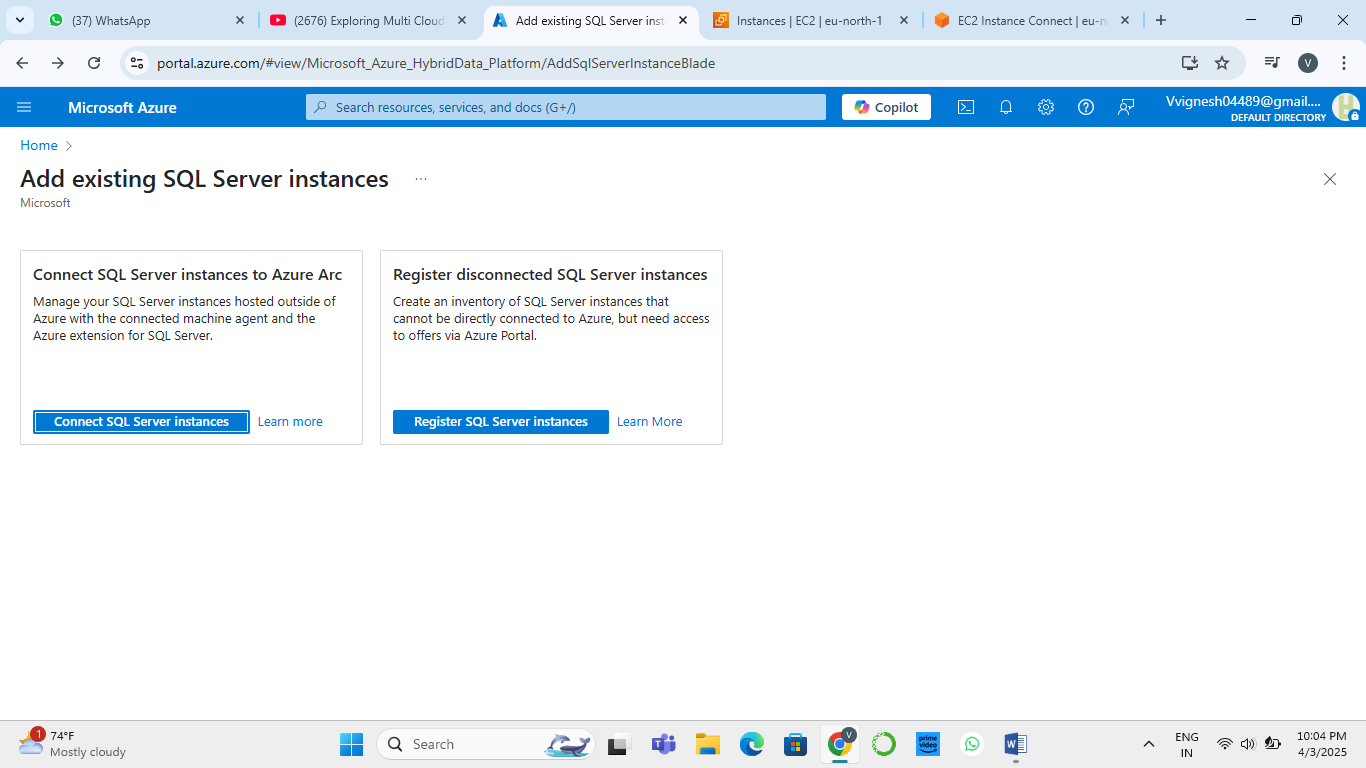 (37) WhatsApp
(2676) Exploring Multi Cloud
Add existing SQL Server inst
Instances | EC2 | eu-north-1
EC2 Instance Connect | eu-n
portal.azure.com/#view/Microsoft_Azure_HybridData_Platform/AddSqlServerInstanceBlade
V
Microsoft Azure
Search resources, services, and docs (G+/)
Copilot
Vvignesh04489@gmail....
DEFAULT DIRECTORY
Home
Add existing SQL Server instances
...
Microsoft
Connect SQL Server instances to Azure Arc
Manage your SQL Server instances hosted outside of
Azure with the connected machine agent and the
Azure extension for SQL Server.
Connect SQL Server instances
Learn more
Register disconnected SQL Server instances
Create an inventory of SQL Server instances that
cannot be directly connected to Azure, but need access
to offers via Azure Portal.
Register SQL Server instances
Learn More
1
74°F
Mostly cloudy
Search
V
prime
video
ENG
IN
10:04 PM
4/3/2025